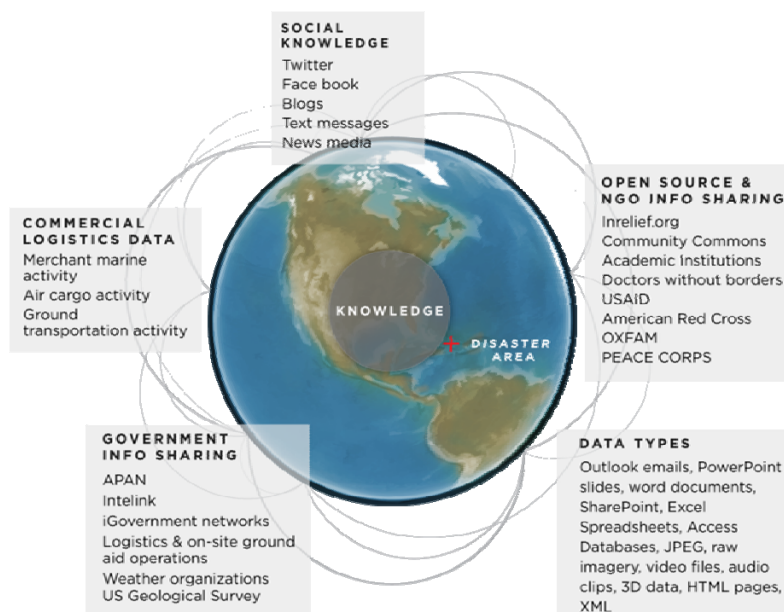 SOCIAL
KNOWLEDGE
Twitter
Face book
Blogs
Text messages
News media
OPEN SOURCE &
NGO INFO SHARING
Inrelief.org
Community Commons
Academic Institutions
Doctors without borders
USAID
American Red Cross
OXFAM
PEACE CORPS
COMMERCIAL
LOGISTICS DATA
Merchant marine
activity
Air cargo activity
Ground
transportation activity
KNOWLEDGE
DISASTER
AREA
GOVERNMENT
INFO SHARING
APAN
Intelink
iGovernment networks
Logistics & on-site ground
aid operations
Weather organizations
US Geological Survey
DATA TYPES
Outlook emails, PowerPoint
slides, word documents,
SharePoint, Excel
Spreadsheets, Access
Databases, JPEG, raw
imagery, video files, audio
clips, 3D data, HTML pages,
XML